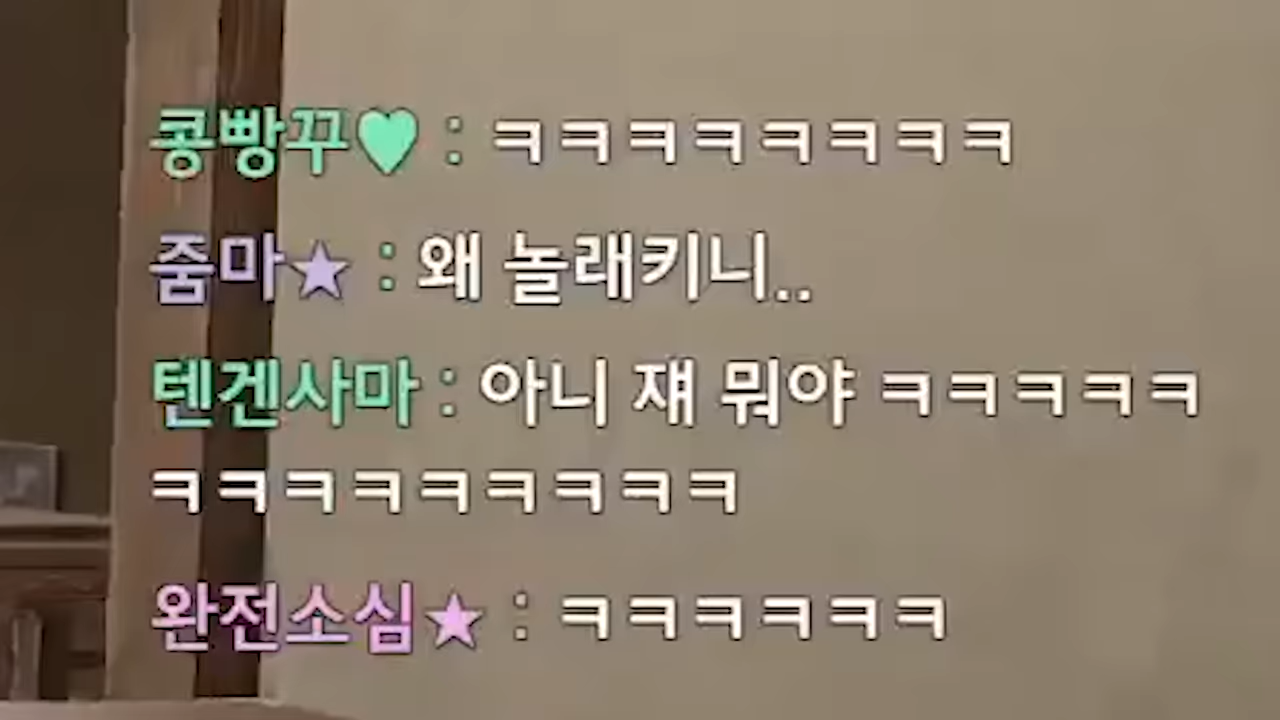 콩빵꾸♥ : ㅋㅋㅋㅋㅋㅋㅋㅋ
줌마★ : 왜 놀래키니..
텐겐사마 : 아니 쟤 뭐야 ㅋㅋㅋㅋㅋ
ㅋㅋㅋㅋㅋㅋㅋㅋㅋ
완전소심★ : ㅋㅋㅋㅋㅋㅋ